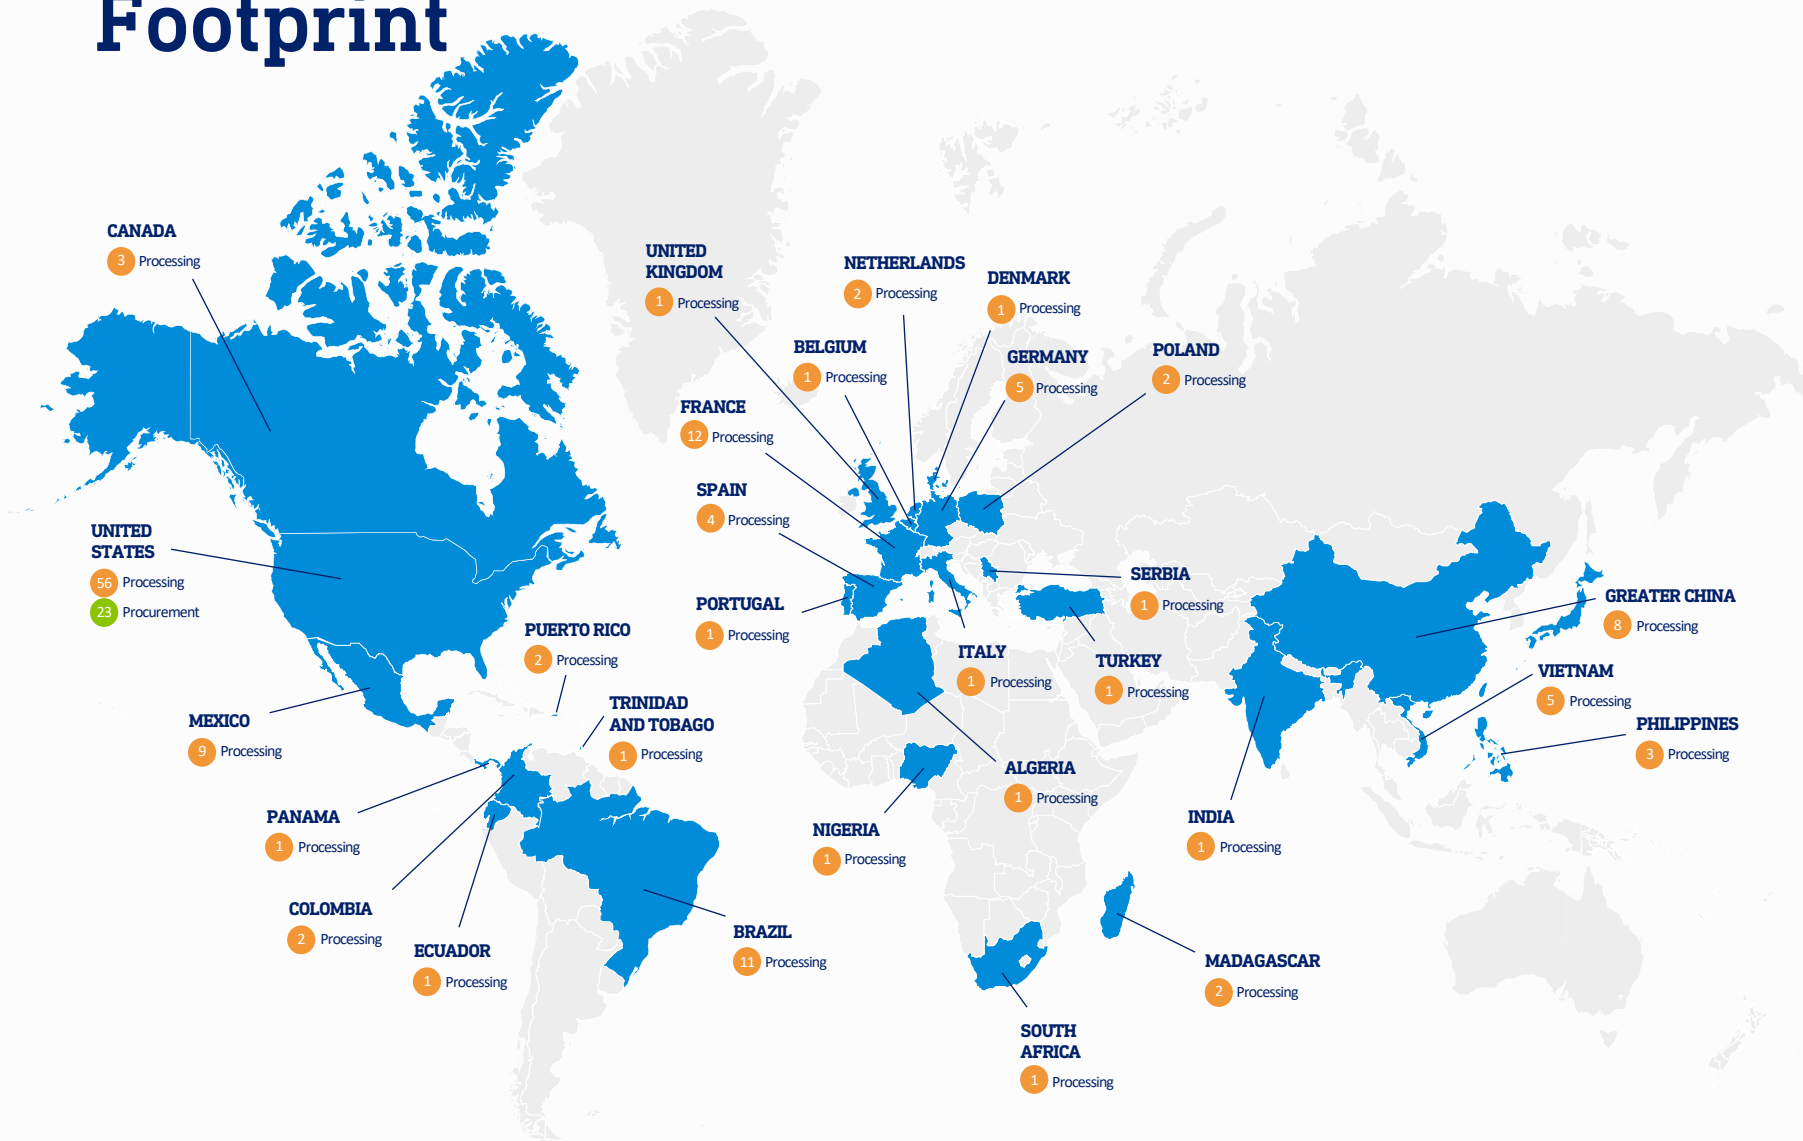 Footprint
CANADA
3 Processing
UNITED
STATES
56 Processing
23 Procurement
MEXICO
9 Processing
PUERTO RICO
2 Processing
TRINIDAD
AND TOBAGO
1 Processing
PANAMA
1 Processing
COLOMBIA
2 Processing
ECUADOR
1 Processing
BRAZIL
11 Processing
UNITED
KINGDOM
1 Processing
NETHERLANDS
2 Processing
DENMARK
1 Processing
BELGIUM
1 Processing
GERMANY
5 Processing
POLAND
2 Processing
FRANCE
12 Processing
SPAIN
4 Processing
PORTUGAL
1 Processing
SERBIA
1 Processing
ITALY
1 Processing
TURKEY
1 Processing
ALGERIA
1 Processing
NIGERIA
1 Processing
SOUTH
AFRICA
1 Processing
MADAGASCAR
2 Processing
INDIA
1 Processing
GREATER CHINA
8 Processing
VIETNAM
5 Processing
PHILIPPINES
3 Processing